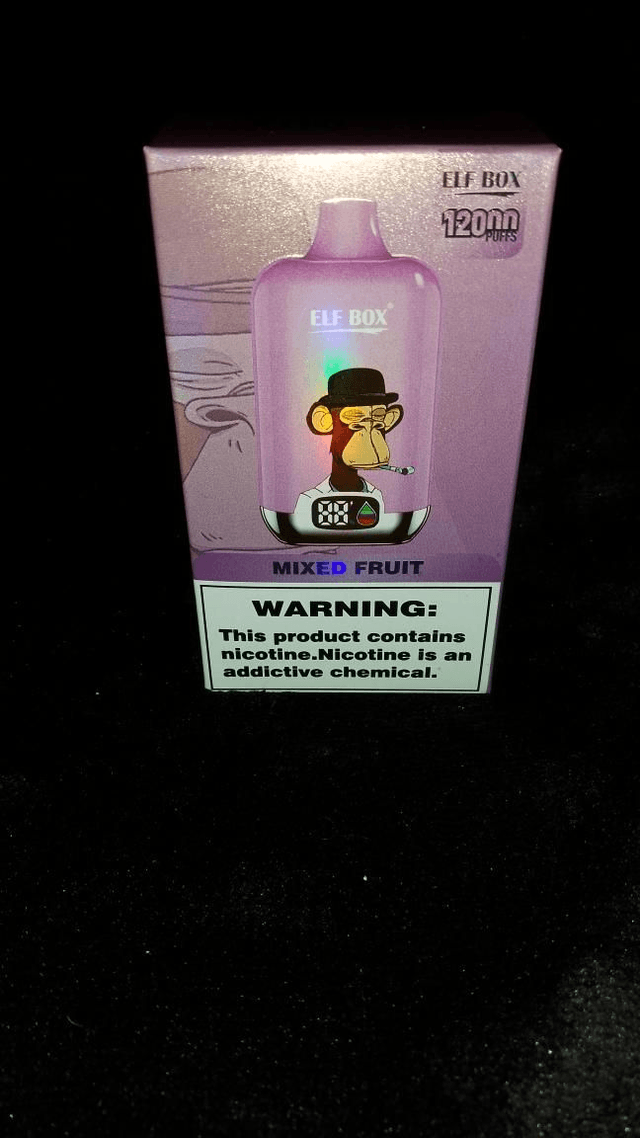 ELF BOX
12000
PUFFS
ELF BOX
MIXED FRUIT
WARNING:
This product contains
nicotine.Nicotine is an
addictive chemical.